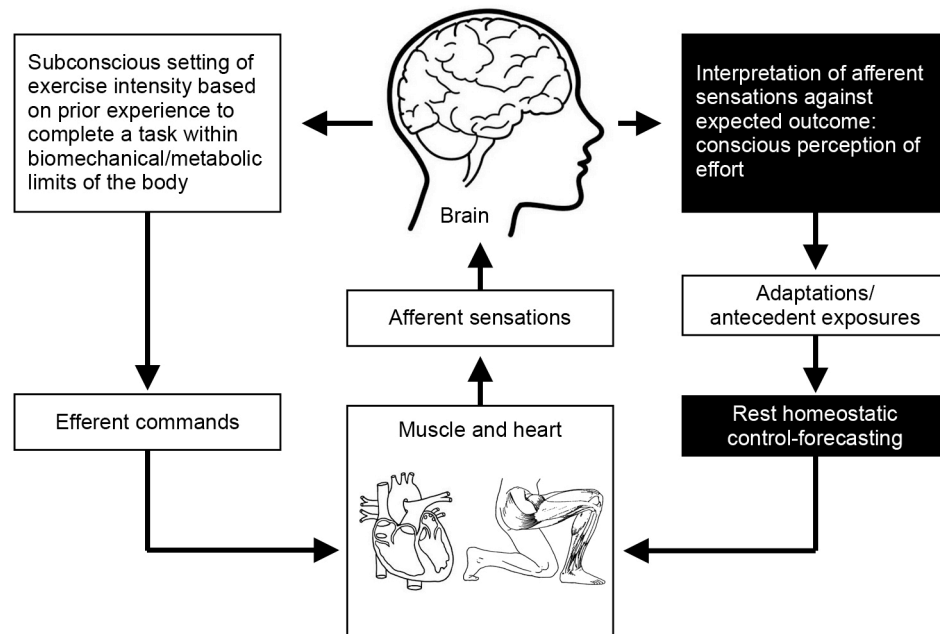 Subconscious setting of
exercise intensity based
on prior experience to
complete a task within
biomechanical/metabolic
limits of the body
Brain
Interpretation of afferent
sensations against
expected outcome:
conscious perception of
effort
Afferent sensations
Adaptations/
antecedent exposures
Efferent commands
Muscle and heart
Rest homeostatic
control-forecasting